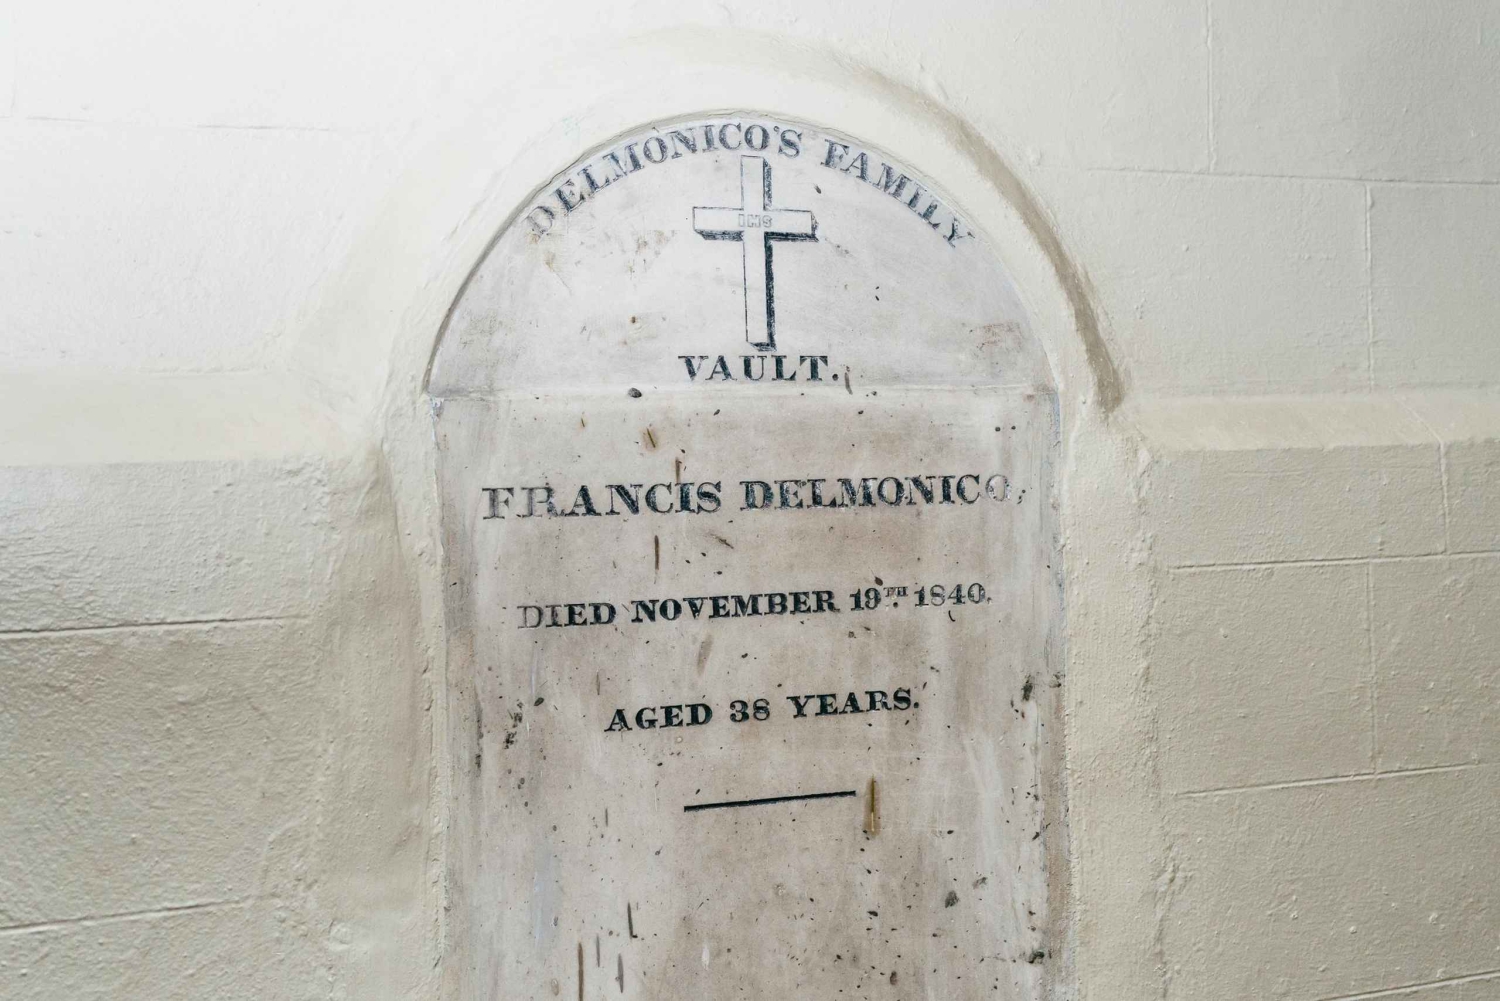 DELMONICO'S FAMILY
IHS
VAULT.
FRANCIS DELMONICO,
DIED NOVEMBER 19TH 1840.
AGED 38 YEARS.